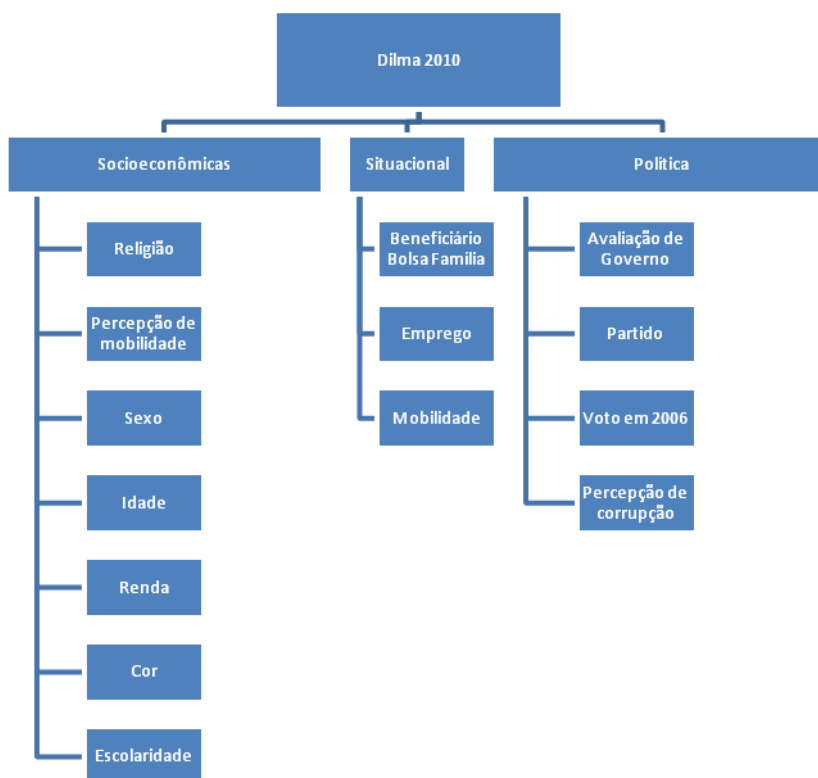 Dilma 2010
Socioeconômicas
Religião
Percepção de
mobilidade
Sexo
Idade
Renda
Cor
Escolaridade
Situacional
Beneficiário
Bolsa Família
Emprego
Mobilidade
Política
Avaliação de
Governo
Partido
Voto em 2006
Percepção de
corrupção